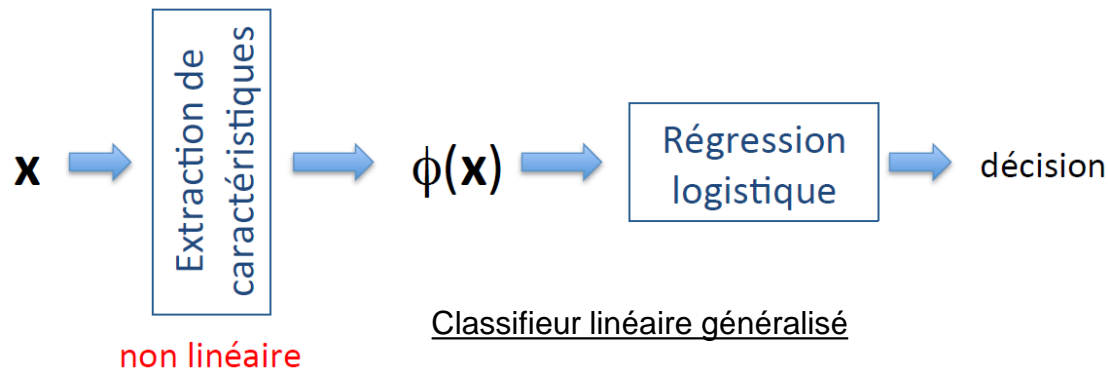 x
Extraction de
caractéristiques
ϕ(x)
Régression
logistique
décision
non linéaire
Classifieur linéaire généralisé